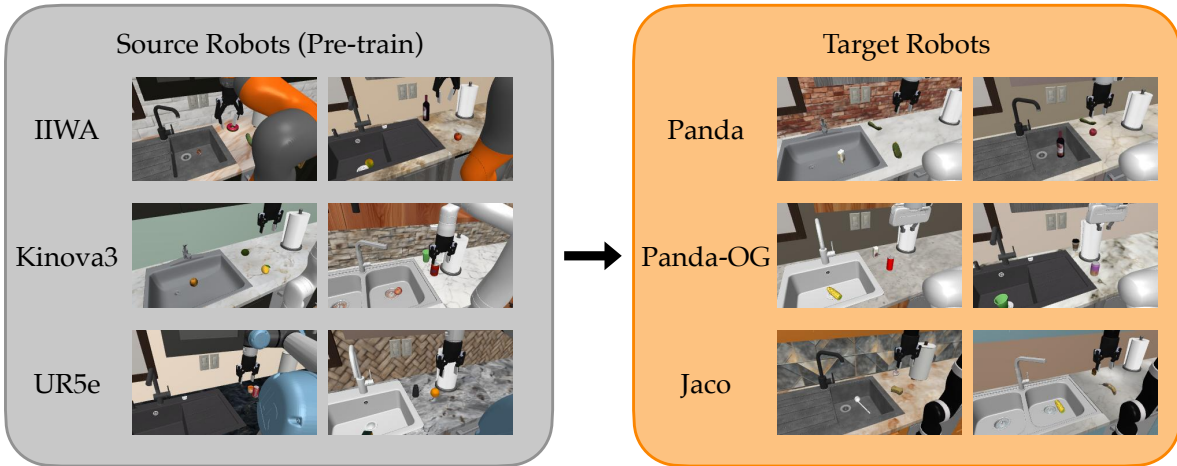 Source Robots (Pre-train)
IIWA
Kinova3
UR5e
Target Robots
Panda
Panda-OG
Jaco